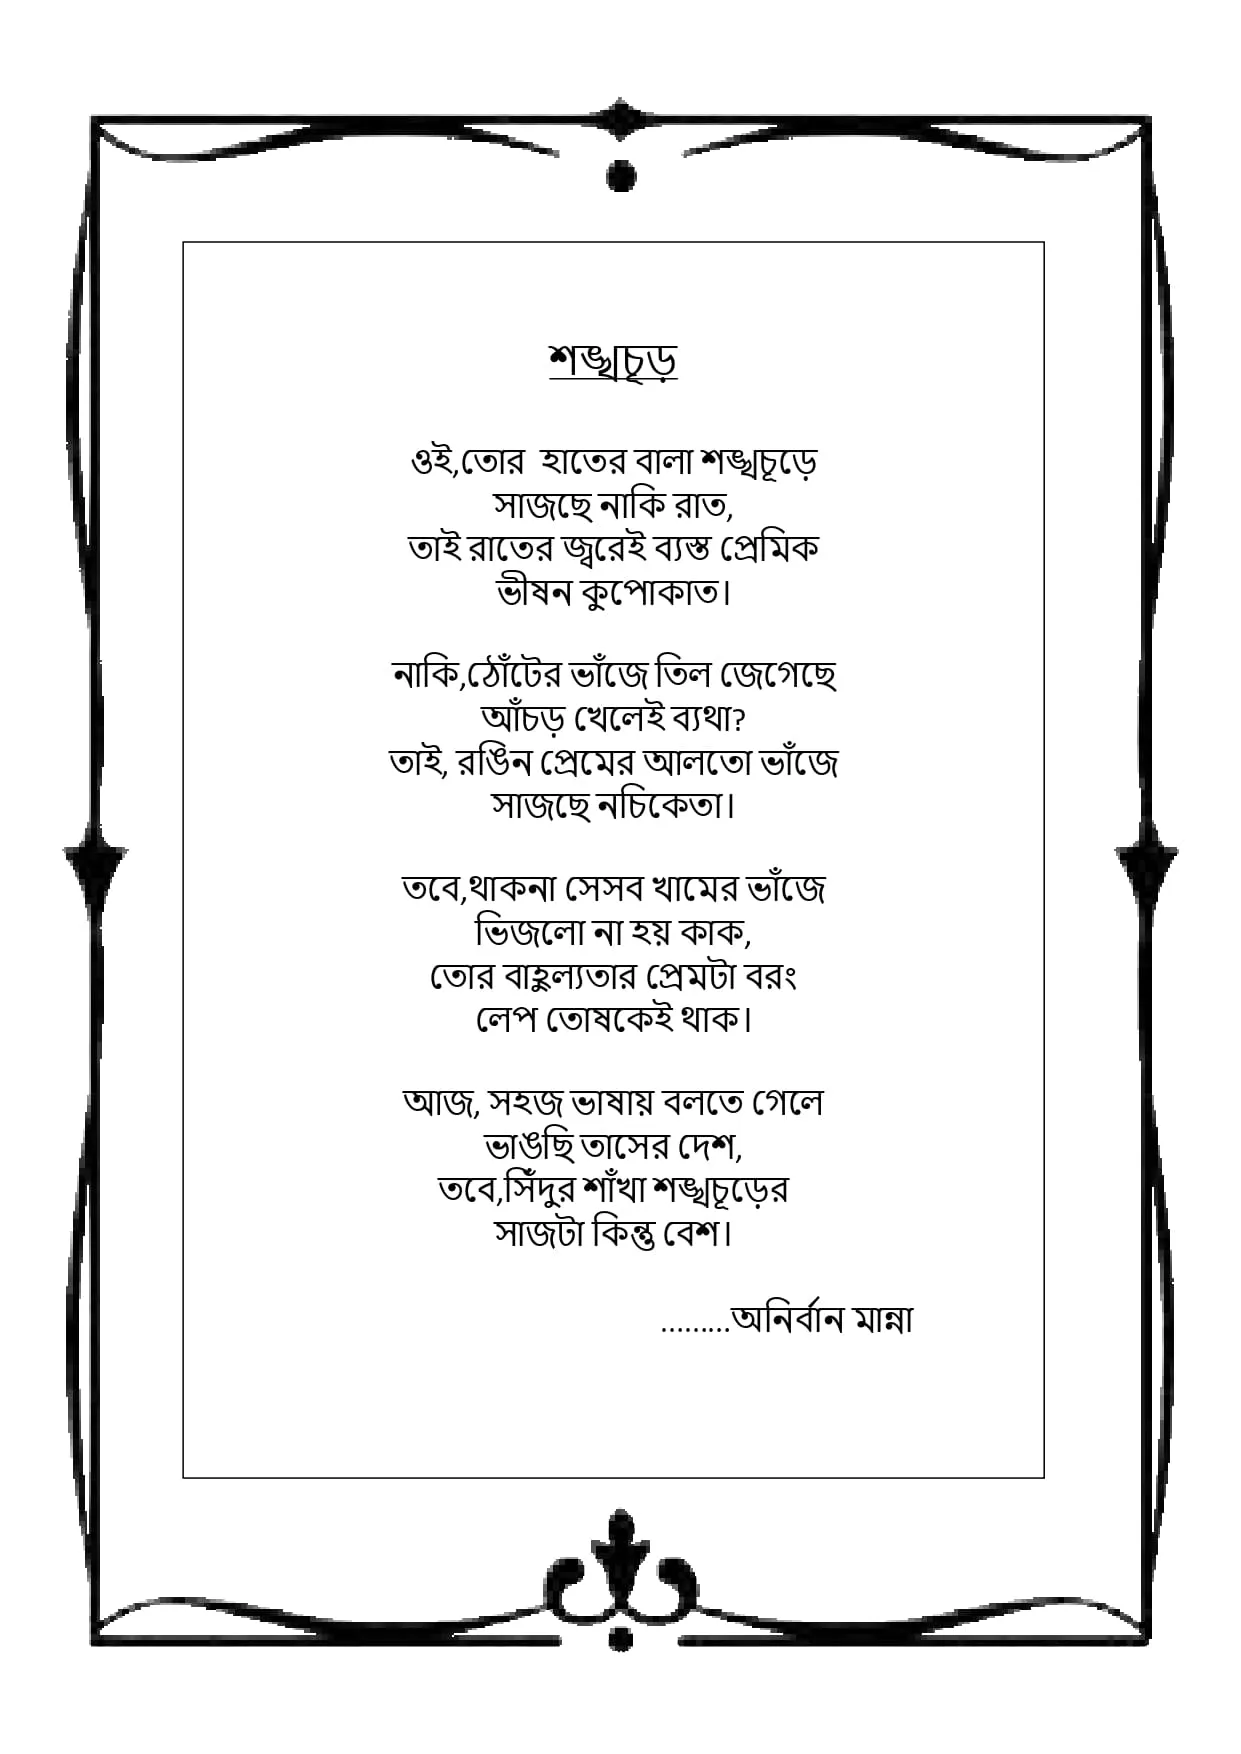 শঙ্খচূড়
ওই,তোর হাতের বালা শঙ্খচূড়ে
সাজছে নাকি রাত,
তাই রাতের জ্বরেই ব্যস্ত প্রেমিক
ভীষন কুপোকাত।
নাকি,ঠোঁটের ভাঁজে তিল জেগেছে
আঁচড় খেলেই ব্যথা?
তাই, রঙিন প্রেমের আলতো ভাঁজে
সাজছে নচিকেতা।
তবে,থাকনা সেসব খামের ভাঁজে
ভিজলো না হয় কাক,
তোর বাহুল্যতার প্রেমটা বরং
লেপ তোষকেই থাক।
আজ, সহজ ভাষায় বলতে গেলে
ভাঙছি তাসের দেশ,
তবে,সিঁদুর শাঁখা শঙ্খচূড়ের
সাজটা কিন্তু বেশ।
.........অনির্বান মান্না